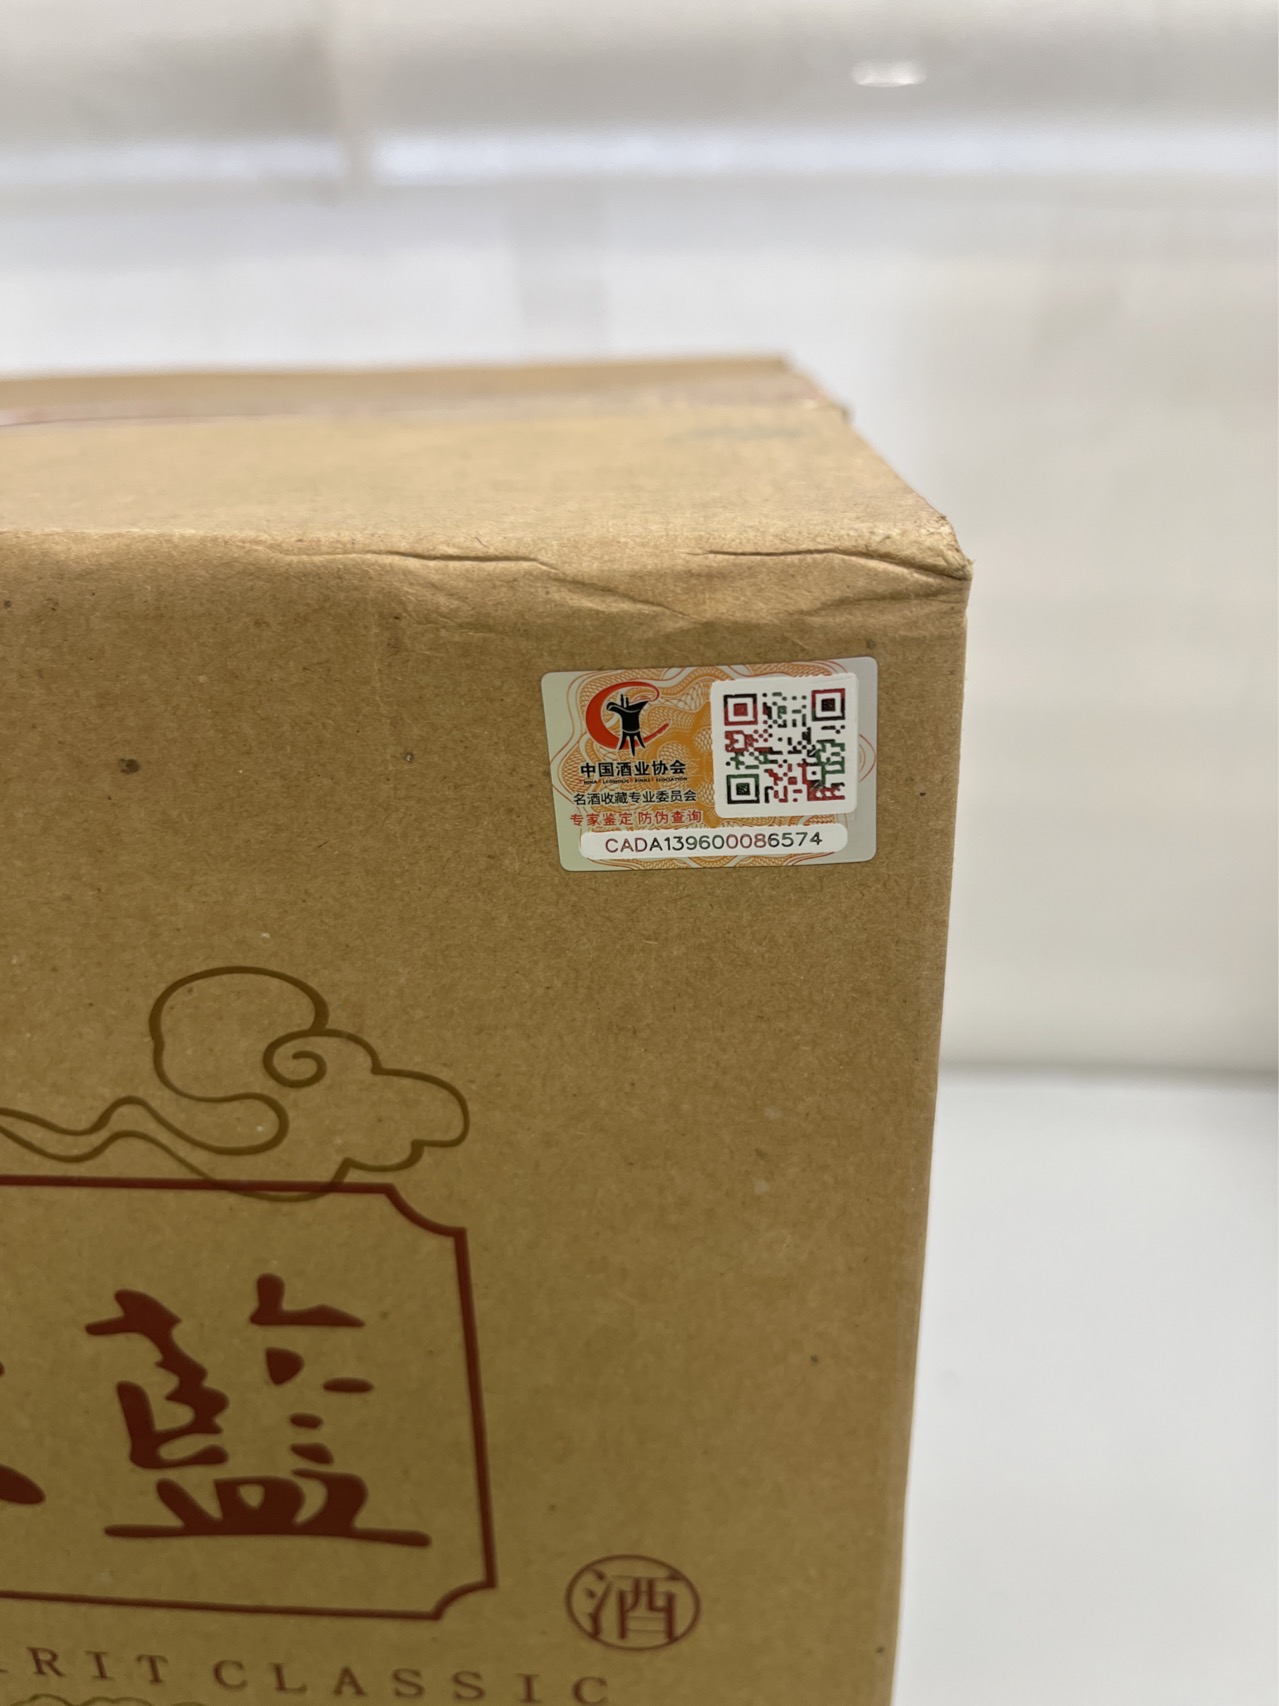 中国酒业协会
名酒收藏专业委员会
专家鉴定 防伪查询
CADA139600086574
藍
酒
RIT CLASSIC